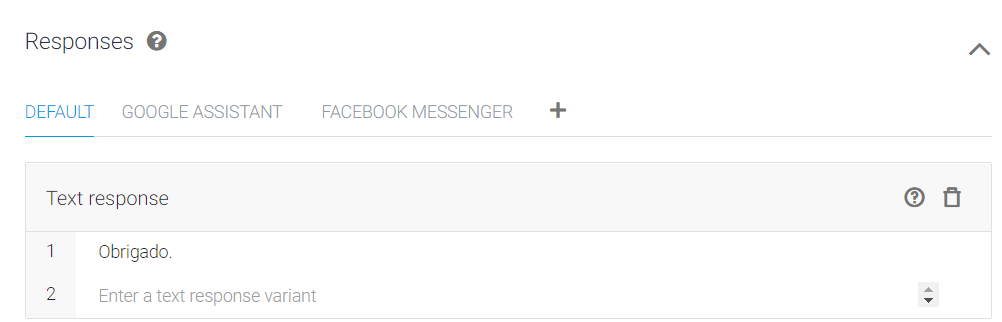 Responses ?
DEFAULT GOOGLE ASSISTANT FACEBOOK MESSENGER +
Text response ?
1 Obrigado.
2 Enter a text response variant